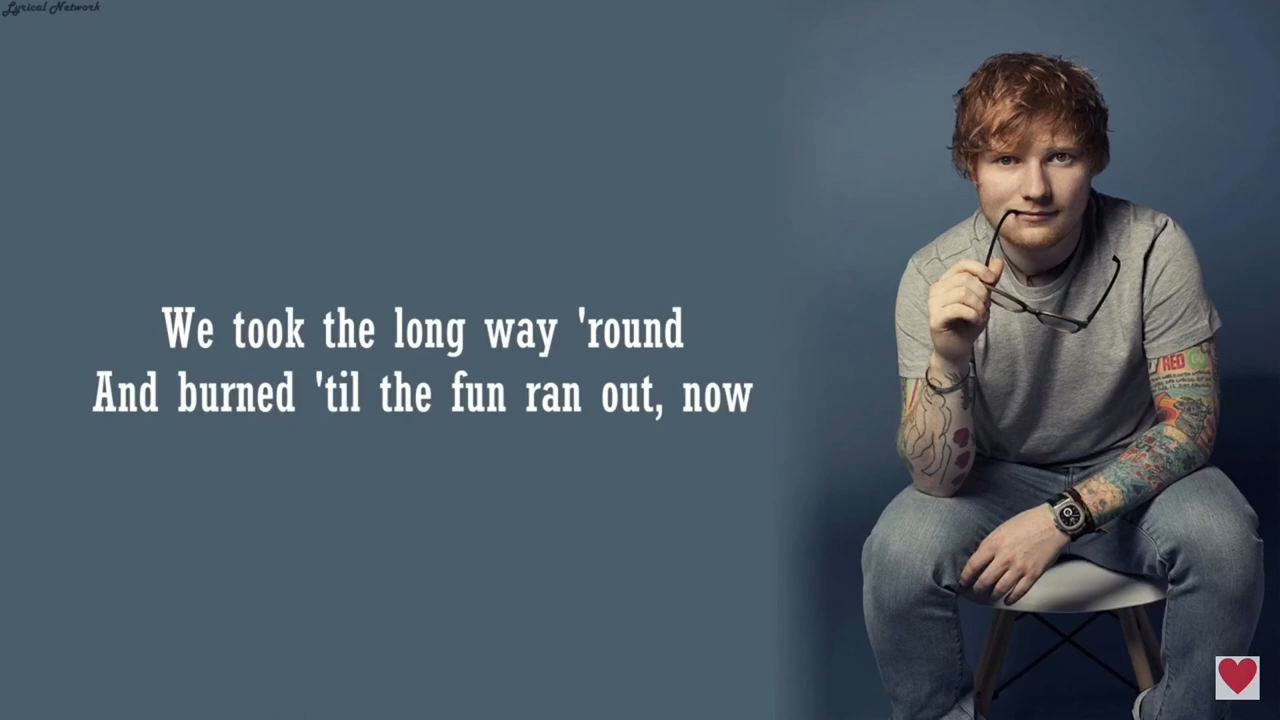 Lyrical Network
We took the long way 'round
And burned 'til the fun ran out, now
RED